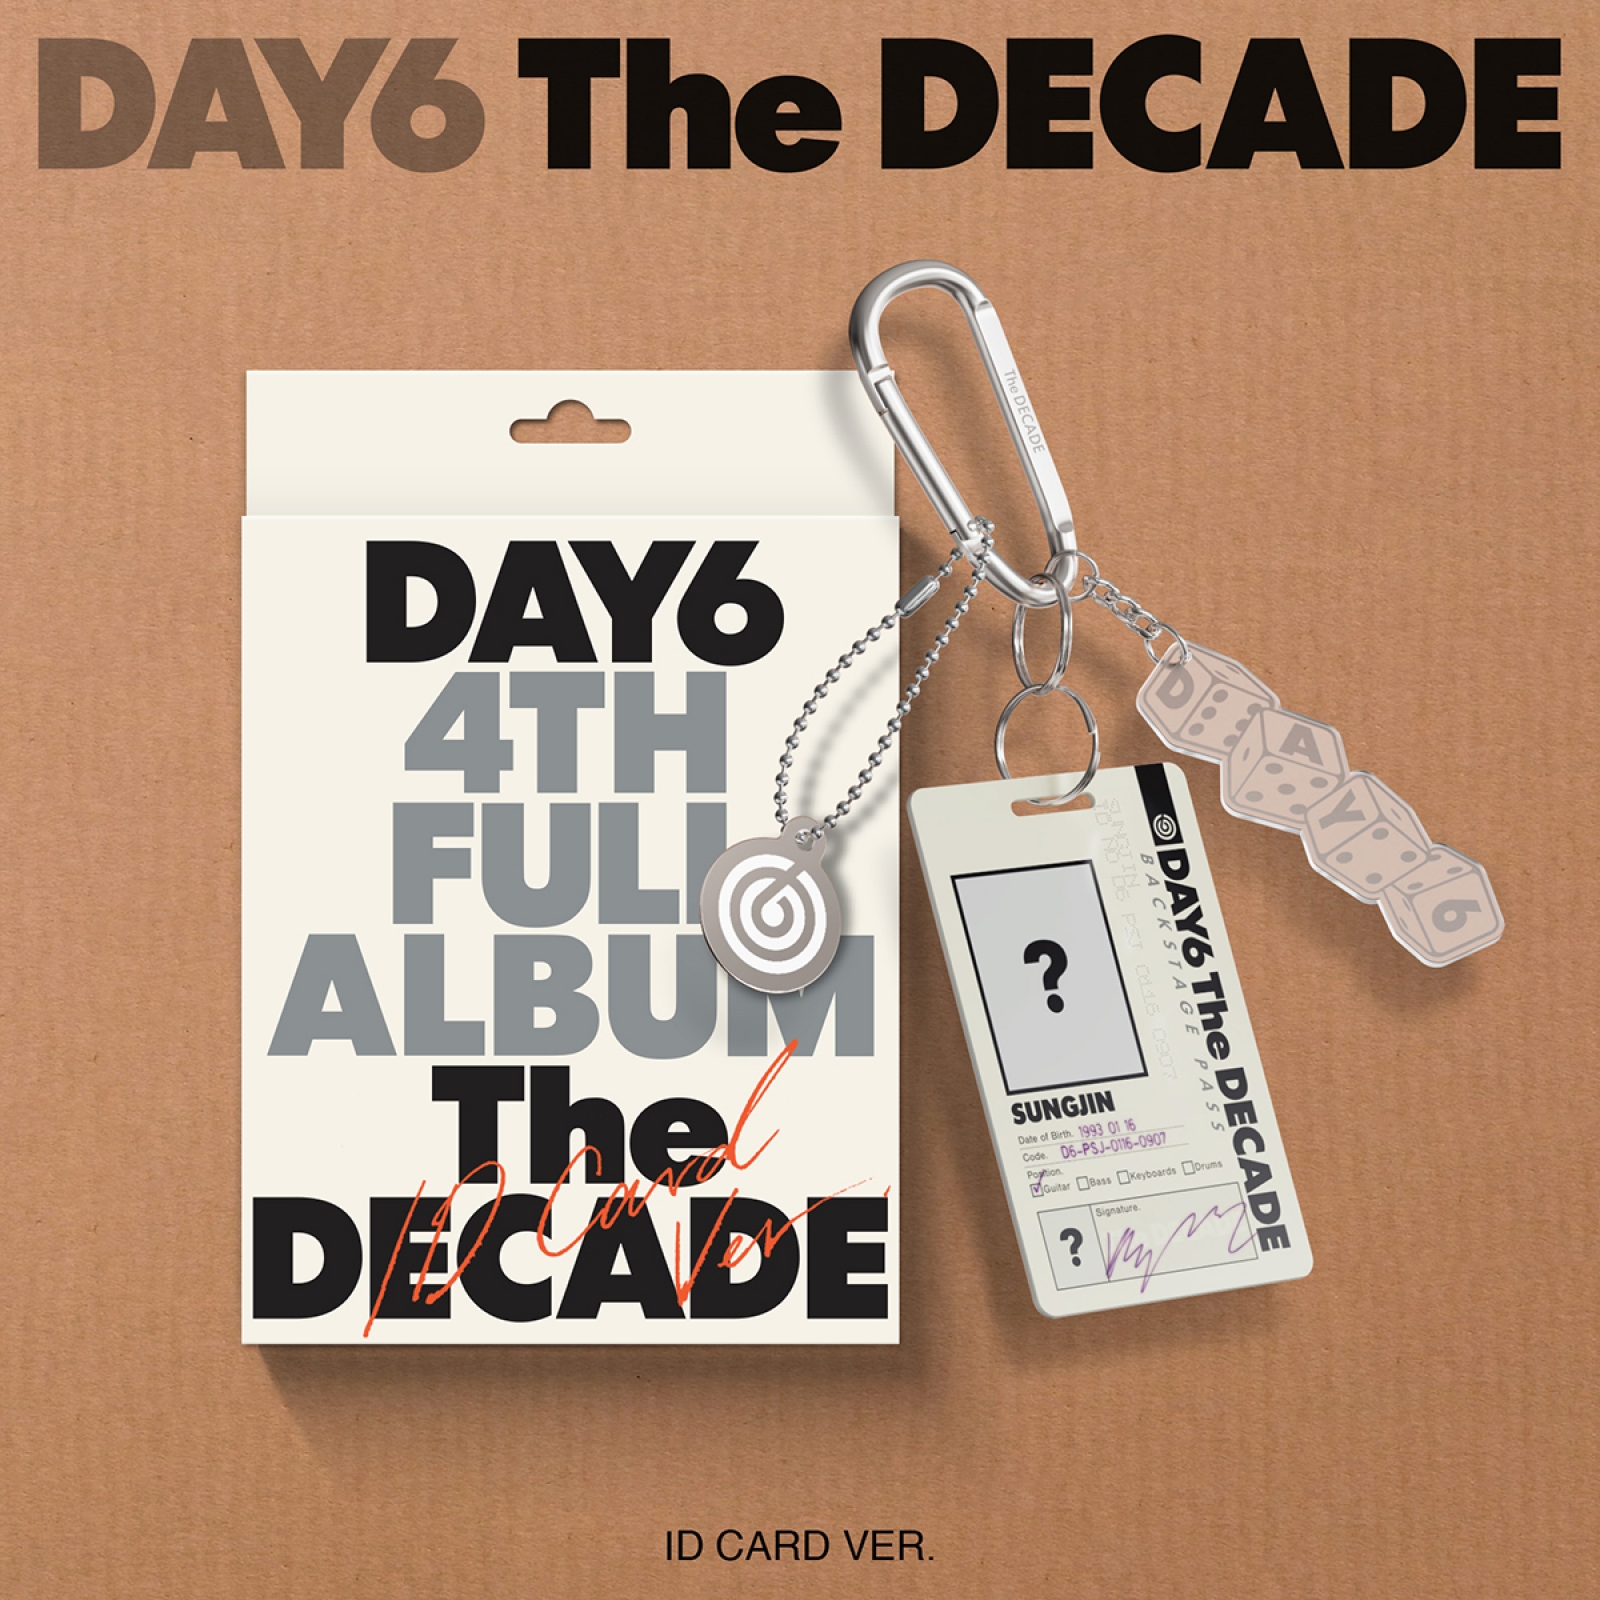 DAY6 The DECADE
The DECADE
DAY6
4TH
FULL
ALBUM
The
DECADE
ID Card
Ver
D
A
Y
6
DAY6 The DECADE
BACKSTAGE PASS
?
SUNGJIN
Date of Birth. 1993 01 16
Code. D6-PSJ-0116-0907
Position.
Guitar Bass Keyboards Drums
?
Signature.
ID CARD VER.